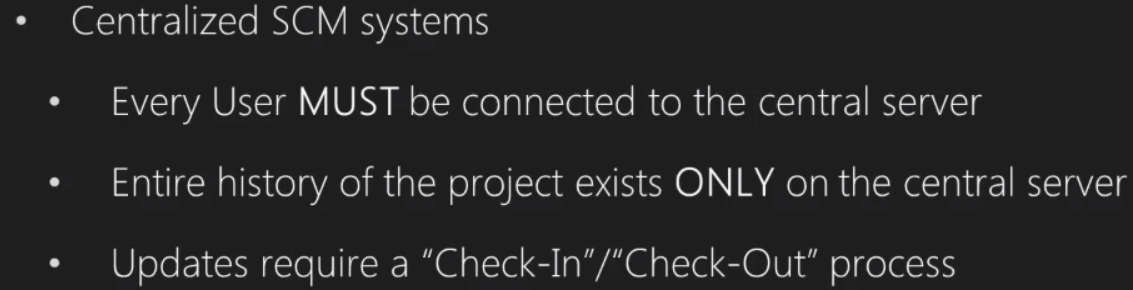 • Centralized SCM systems
• Every User MUST be connected to the central server
• Entire history of the project exists ONLY on the central server
• Updates require a “Check-In”/“Check-Out” process